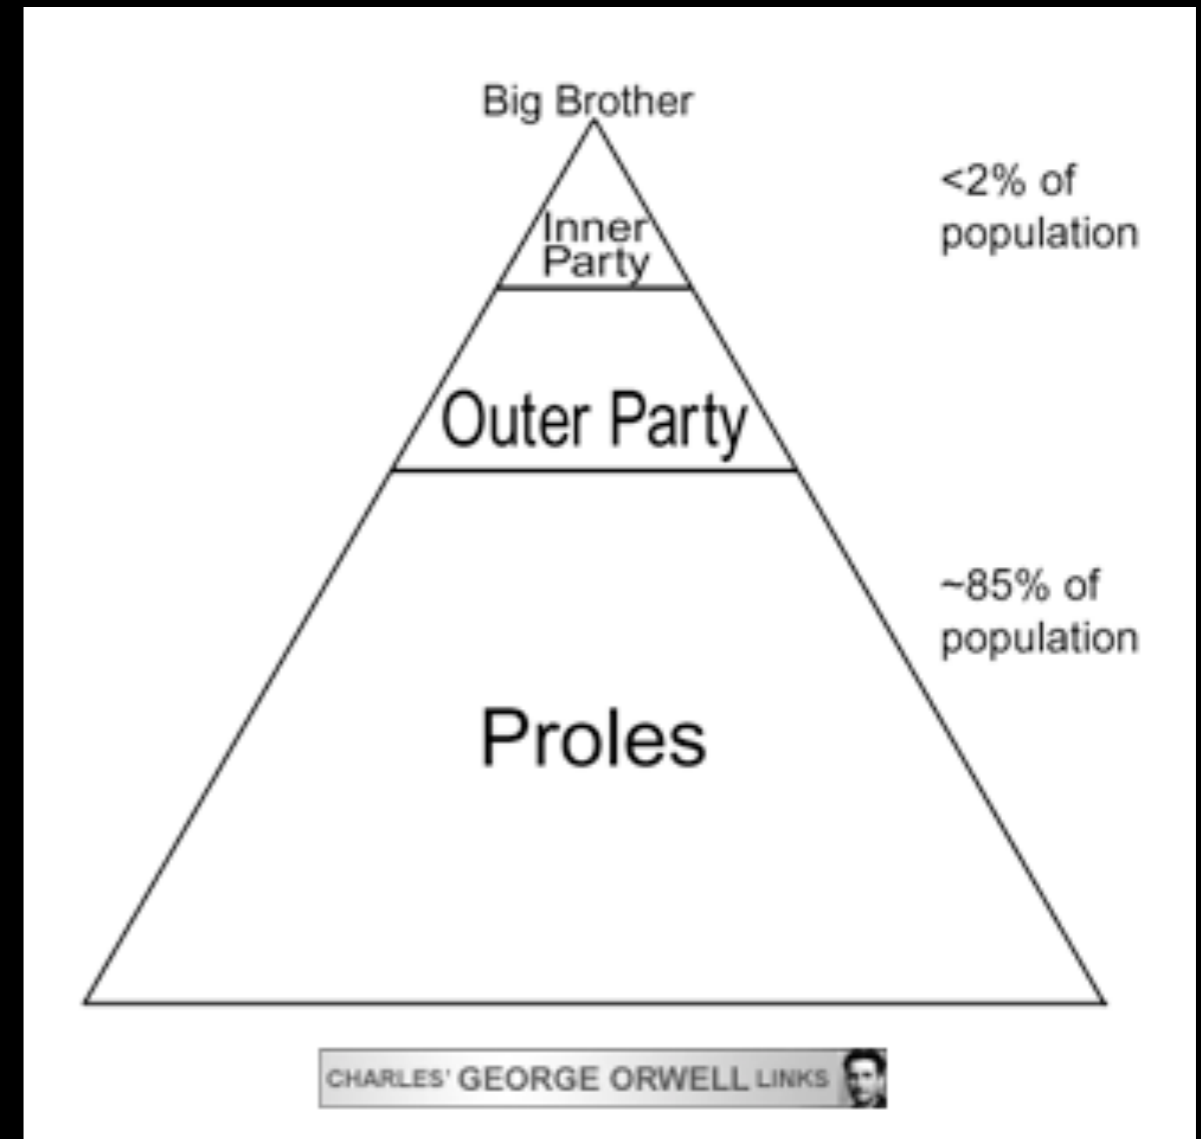 Big Brother
<2% of
population
Inner
Party
Outer Party
~85% of
population
Proles
CHARLES' GEORGE ORWELL LINKS